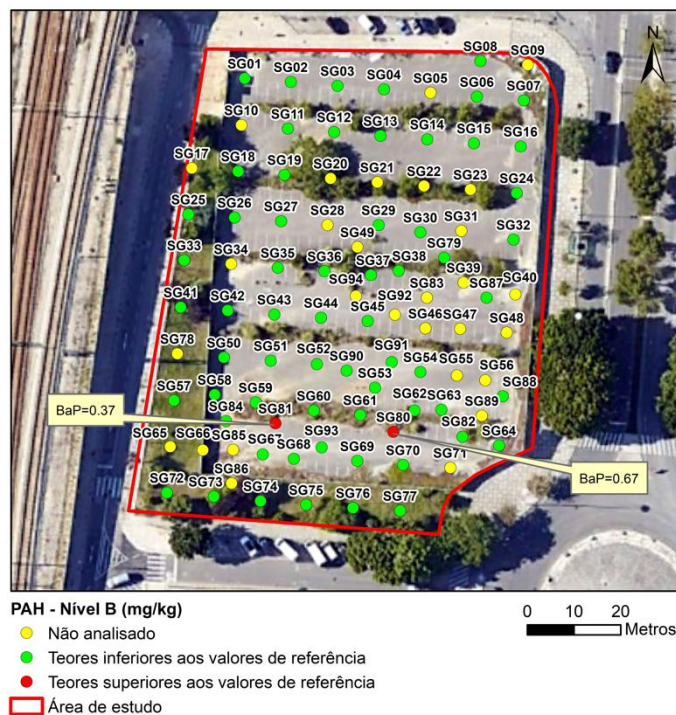 N
SG08
SG09
SG01
SG02
SG03
SG04
SG05
SG06
SG07
SG10
SG11
SG12
SG13
SG14
SG15
SG16
SG17
SG18
SG19
SG20
SG21
SG22
SG23
SG24
SG25
SG26
SG27
SG28
SG29
SG30
SG31
SG32
SG49
SG33
SG34
SG35
SG36
SG37
SG38
SG79
SG39
SG40
SG94
SG83
SG87
SG41
SG42
SG43
SG44
SG45
SG92
SG46
SG47
SG48
SG78
SG50
SG51
SG52
SG90
SG91
SG54
SG55
SG56
SG53
SG88
SG57
SG58
SG59
SG60
SG61
SG62
SG63
SG89
BaP=0.37
SG84
SG81
SG80
SG82
SG64
SG65
SG66
SG85
SG67
SG68
SG93
SG69
SG70
SG71
BaP=0.67
SG86
SG72
SG73
SG74
SG75
SG76
SG77
PAH - Nível B (mg/kg)
Não analisado
Teores inferiores aos valores de referência
Teores superiores aos valores de referência
Área de estudo
0 10 20
Metros